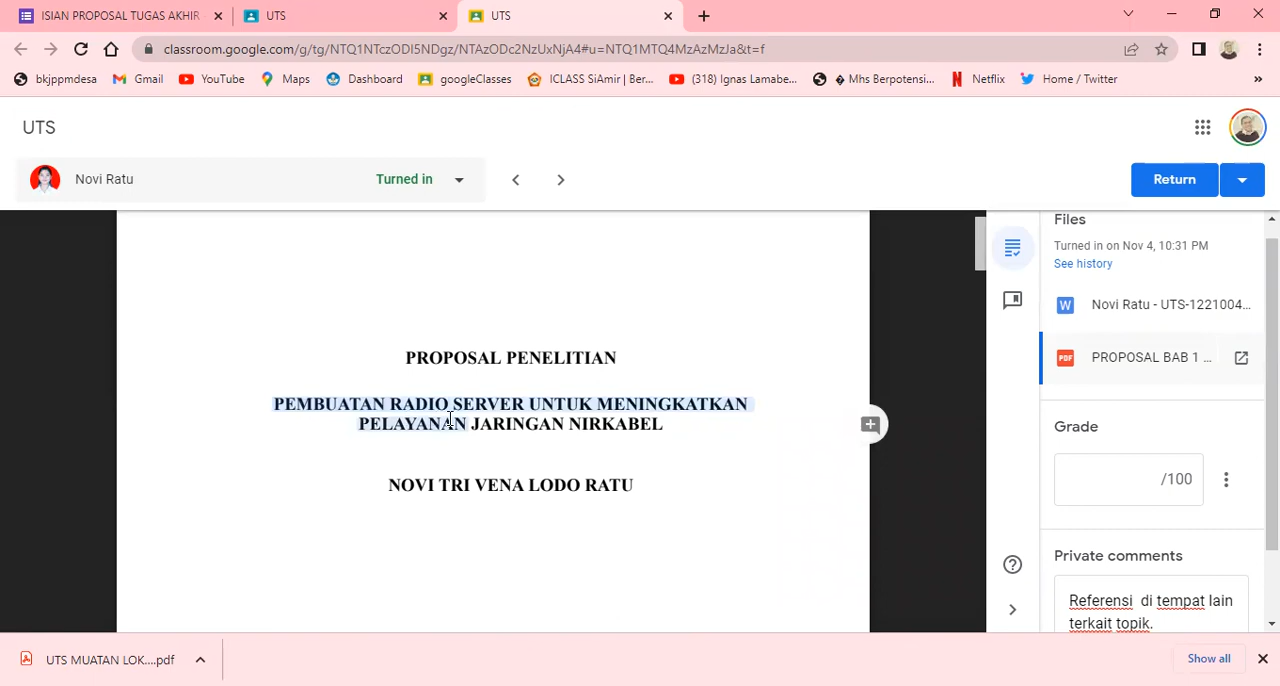 ISIAN PROPOSAL TUGAS AKHIR
UTS
UTS
classroom.google.com/g/tg/NTQ1NTczODI5NDgz/NTAzODc2NzUxNjA4#u=NTQ1MTQ4MzAzMzJa&t=f
bkjppmdesa
Gmail
YouTube
Maps
Dashboard
googleClasses
ICLASS SiAmir | Ber...
(318) Ignas Lamabe...
� Mhs Berpotensi...
Netflix
Home / Twitter
»
UTS
Novi Ratu
Turned in
Return
PROPOSAL PENELITIAN
PEMBUATAN RADIO SERVER UNTUK MENINGKATKAN
PELAYANAN JARINGAN NIRKABEL
NOVI TRI VENA LODO RATU
Files
Turned in on Nov 4, 10:31 PM
See history
W Novi Ratu - UTS-1221004...
PDF PROPOSAL BAB 1 ...
Grade
/100
Private comments
Referensi di tempat lain
terkait topik.
UTS MUATAN LOK....pdf
Show all